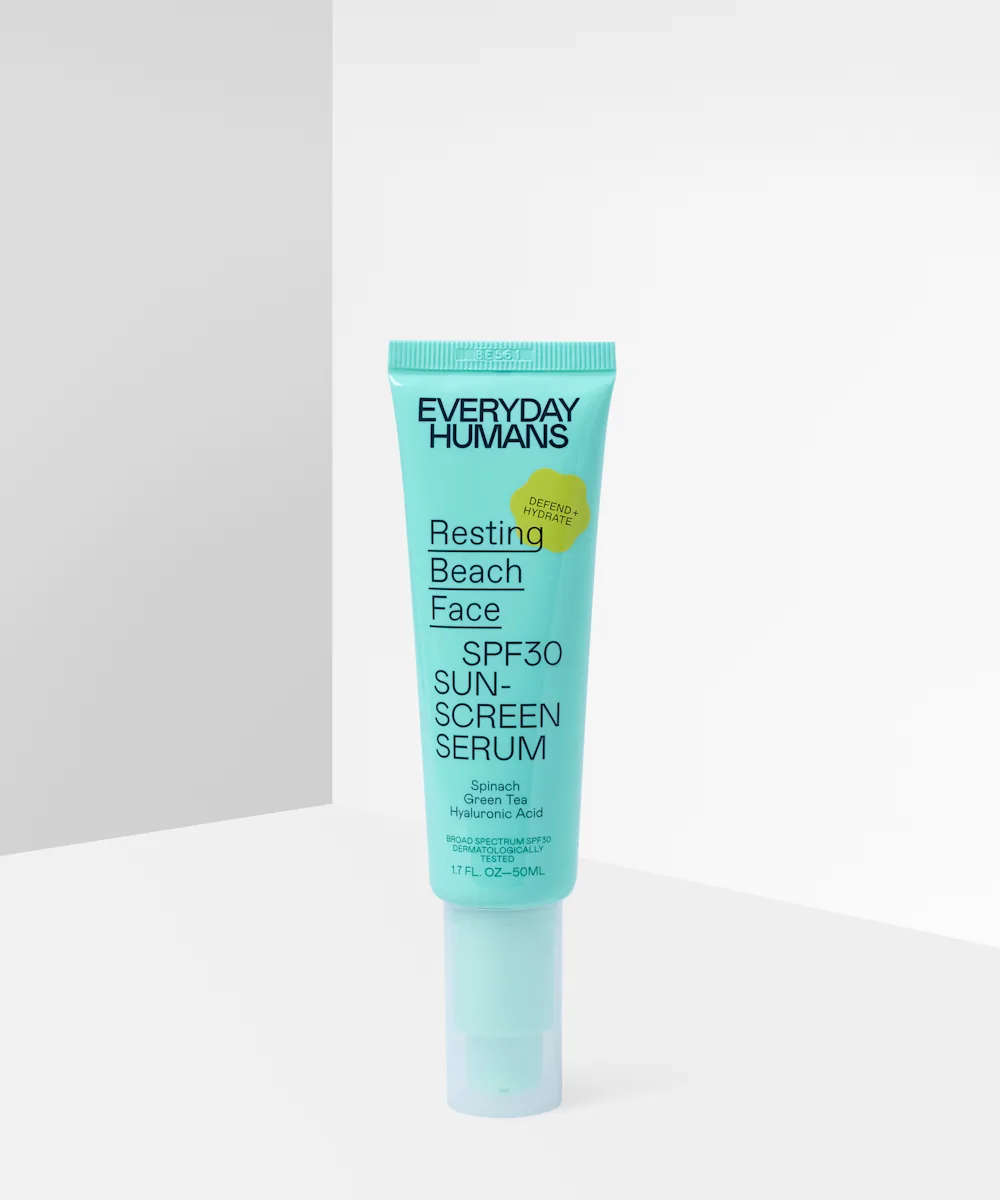 8E561
EVERYDAY
HUMANS
DEFEND+
HYDRATE
Resting
Beach
Face
SPF30
SUN-
SCREEN
SERUM
Spinach
Green Tea
Hyaluronic Acid
BROAD SPECTRUM SPF30
DERMATOLOGICALLY
TESTED
1.7 FL. OZ—50ML